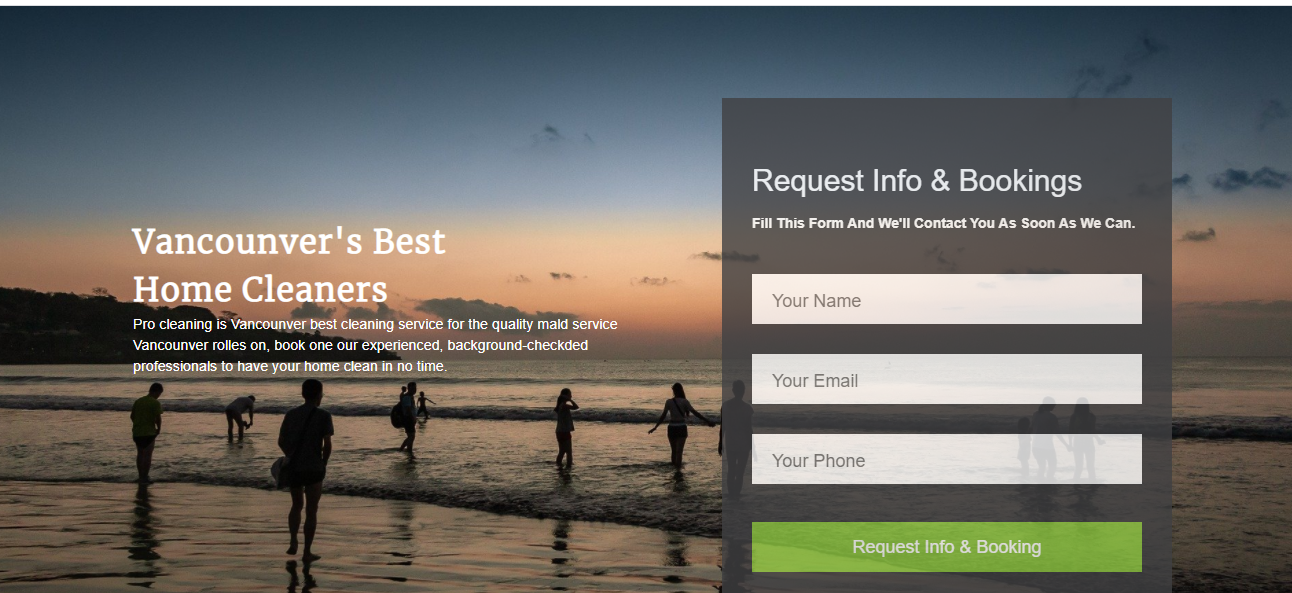 Vancounver's Best
Home Cleaners
Pro cleaning is Vancounver best cleaning service for the quality mald service
Vancounver rolles on, book one our experienced, background-checkded
professionals to have your home clean in no time.
Request Info & Bookings
Fill This Form And We'll Contact You As Soon As We Can.
Your Name
Your Email
Your Phone
Request Info & Booking